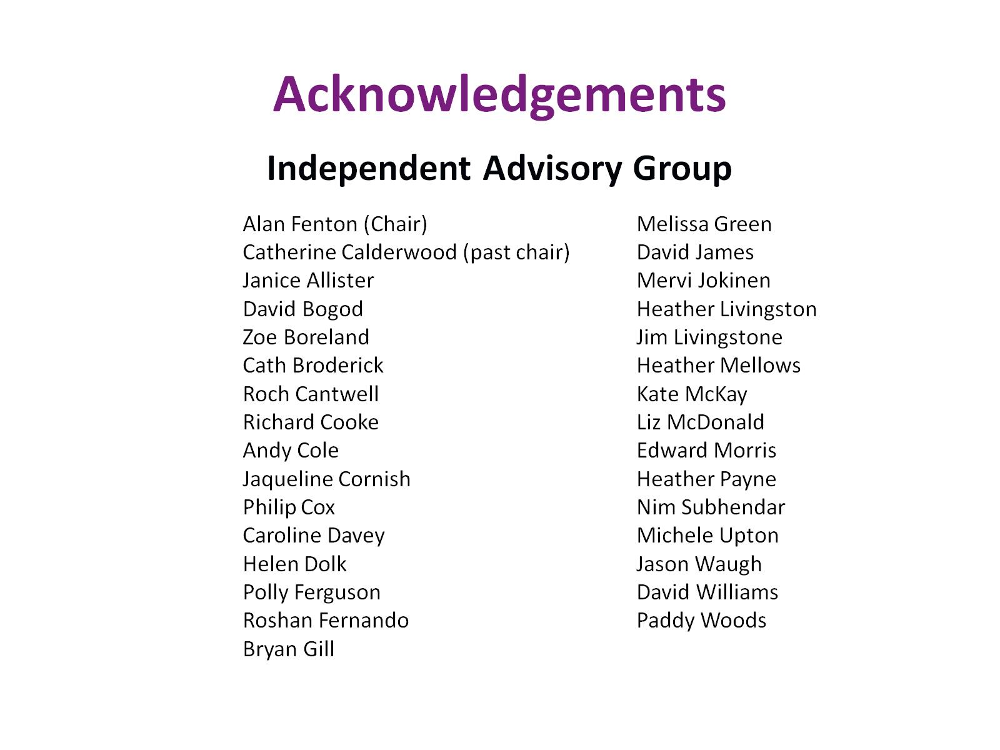 Acknowledgements
Independent Advisory Group
Alan Fenton (Chair)
Catherine Calderwood (past chair)
Janice Allister
David Bogod
Zoe Boreland
Cath Broderick
Roch Cantwell
Richard Cooke
Andy Cole
Jaqueline Cornish
Philip Cox
Caroline Davey
Helen Dolk
Polly Ferguson
Roshan Fernando
Bryan Gill
Melissa Green
David James
Mervi Jokinen
Heather Livingston
Jim Livingstone
Heather Mellows
Kate McKay
Liz McDonald
Edward Morris
Heather Payne
Nim Subhendar
Michele Upton
Jason Waugh
David Williams
Paddy Woods